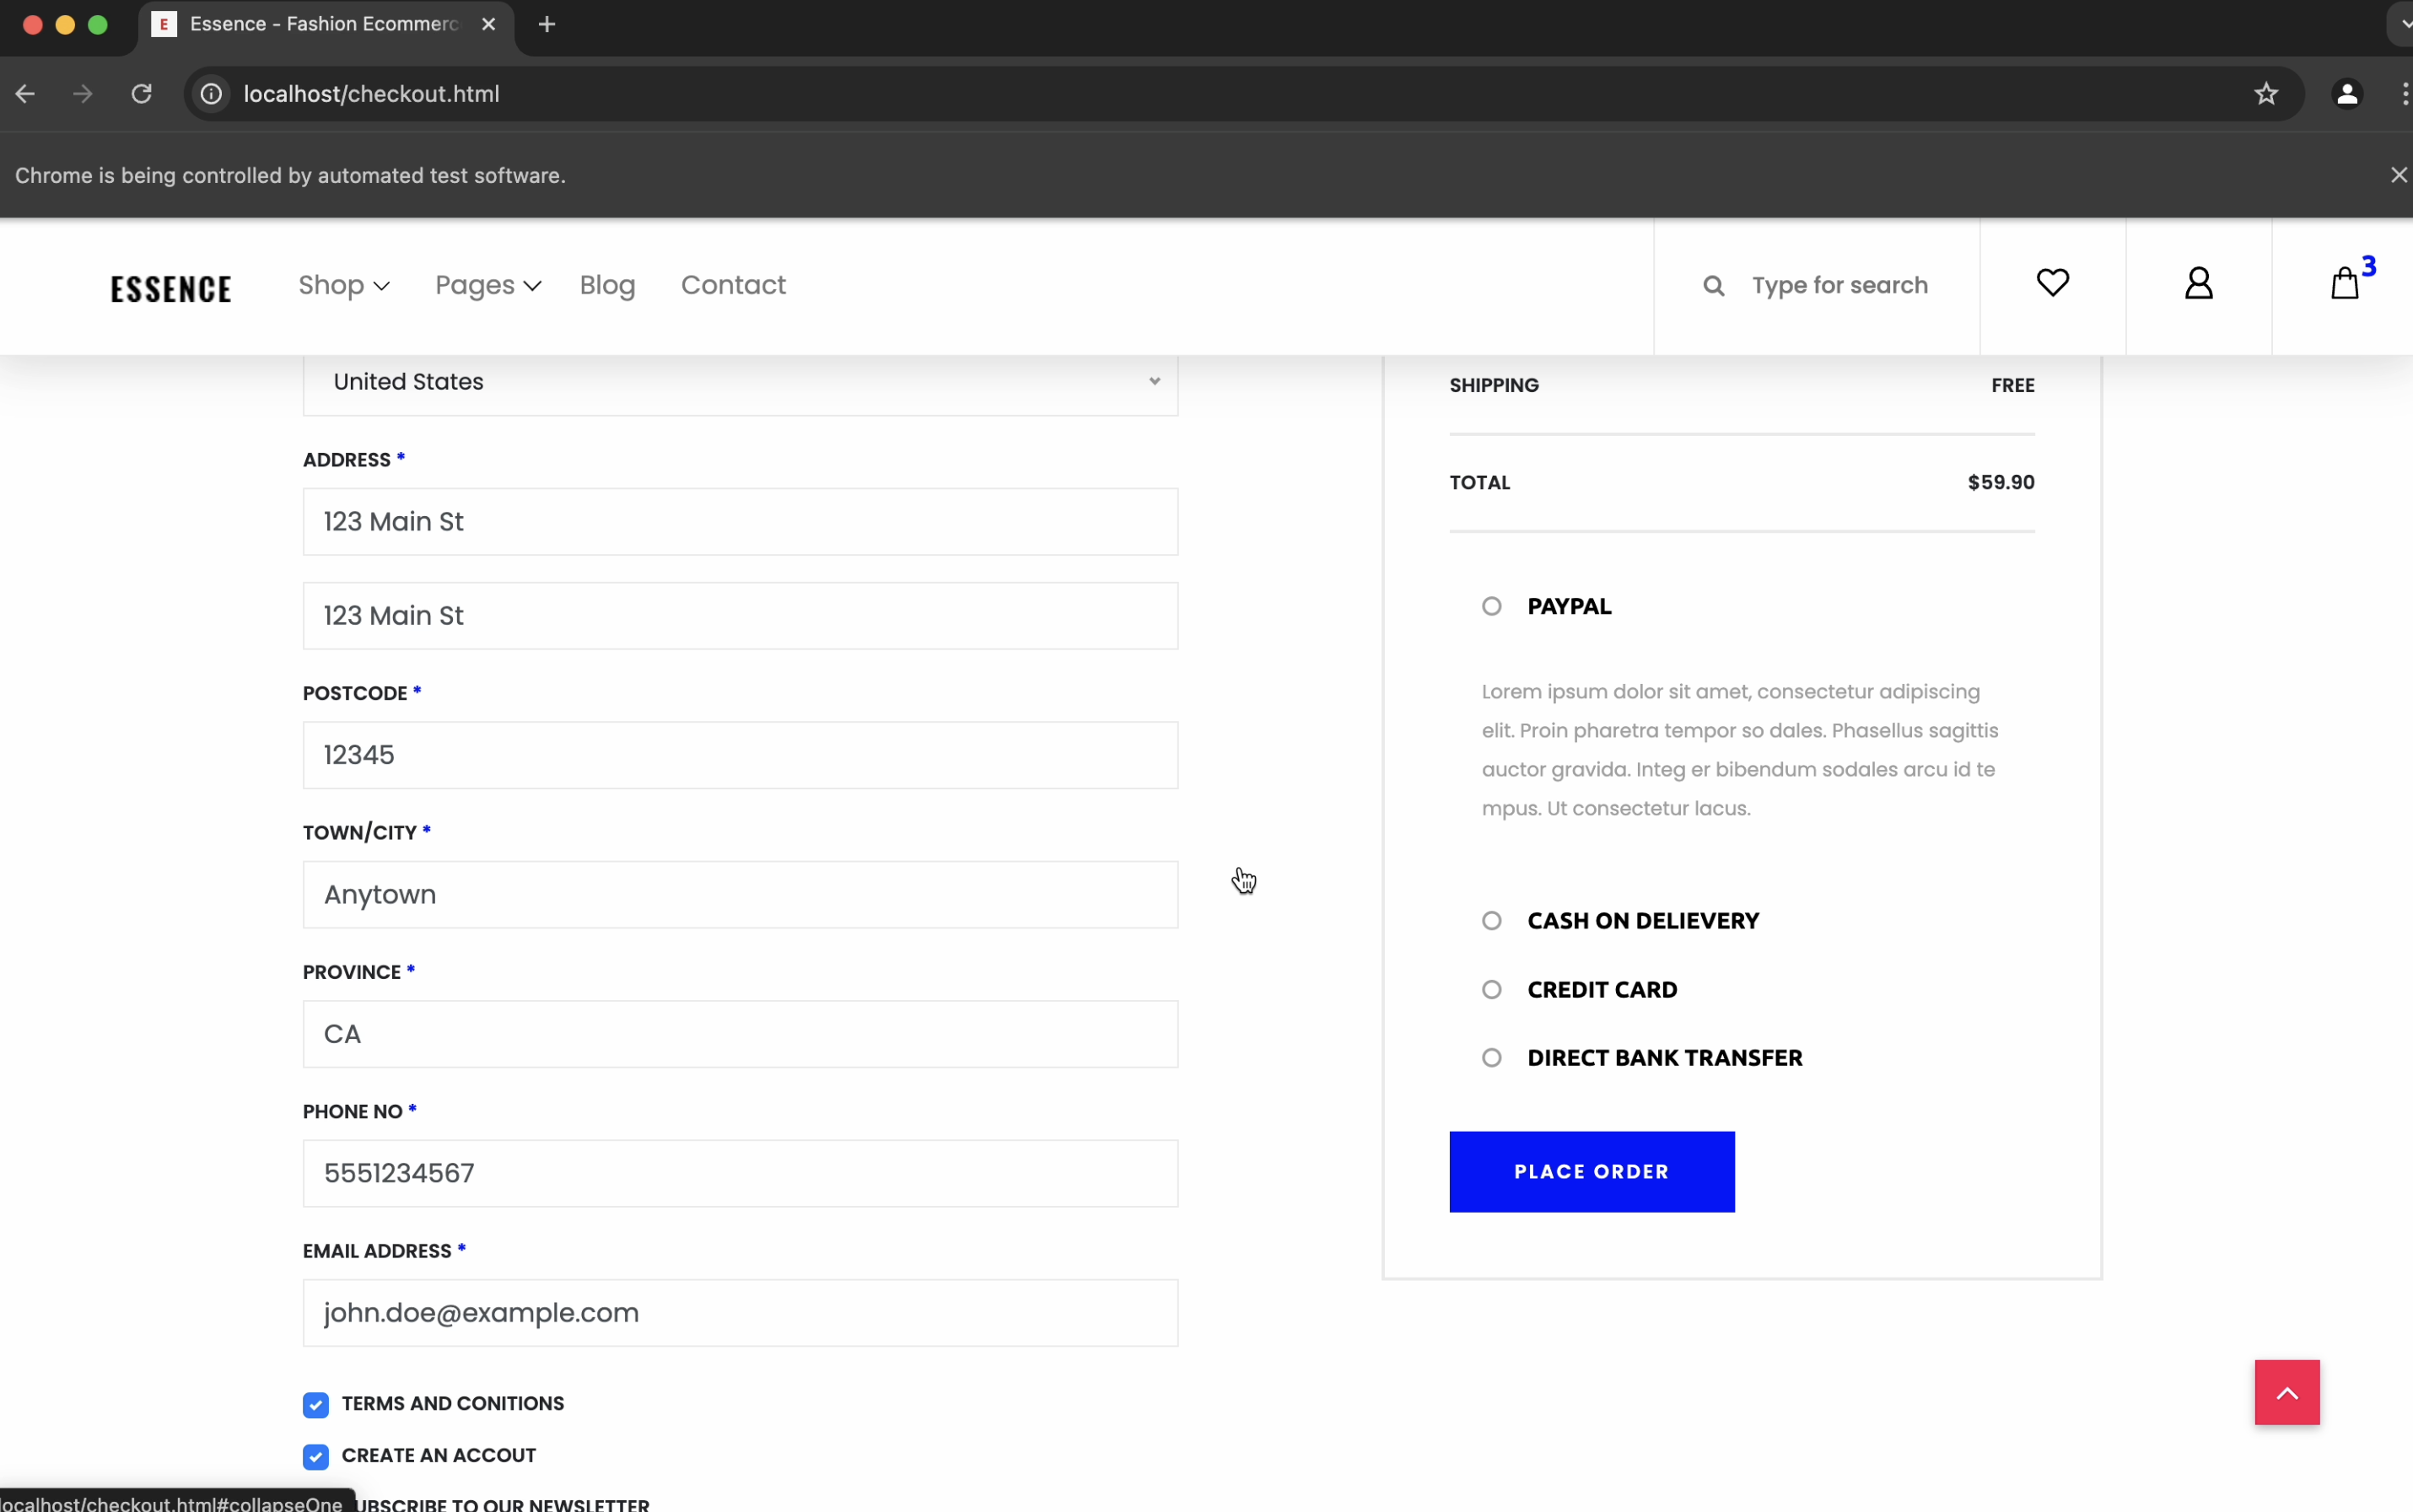 E Essence - Fashion Ecommerc
localhost/checkout.html
Chrome is being controlled by automated test software.
ESSENCE Shop Pages Blog Contact Type for search 3
United States
ADDRESS *
123 Main St
123 Main St
POSTCODE *
12345
TOWN/CITY *
Anytown
PROVINCE *
CA
PHONE NO *
5551234567
EMAIL ADDRESS *
john.doe@example.com
TERMS AND CONITIONS
CREATE AN ACCOUT
UBSCRIBE TO OUR NEWSLETTER
SHIPPING FREE
TOTAL $59.90
PAYPAL
Lorem ipsum dolor sit amet, consectetur adipiscing
elit. Proin pharetra tempor so dales. Phasellus sagittis
auctor gravida. Integ er bibendum sodales arcu id te
mpus. Ut consectetur lacus.
CASH ON DELIEVERY
CREDIT CARD
DIRECT BANK TRANSFER
PLACE ORDER
localhost/checkout.html#collapseOne